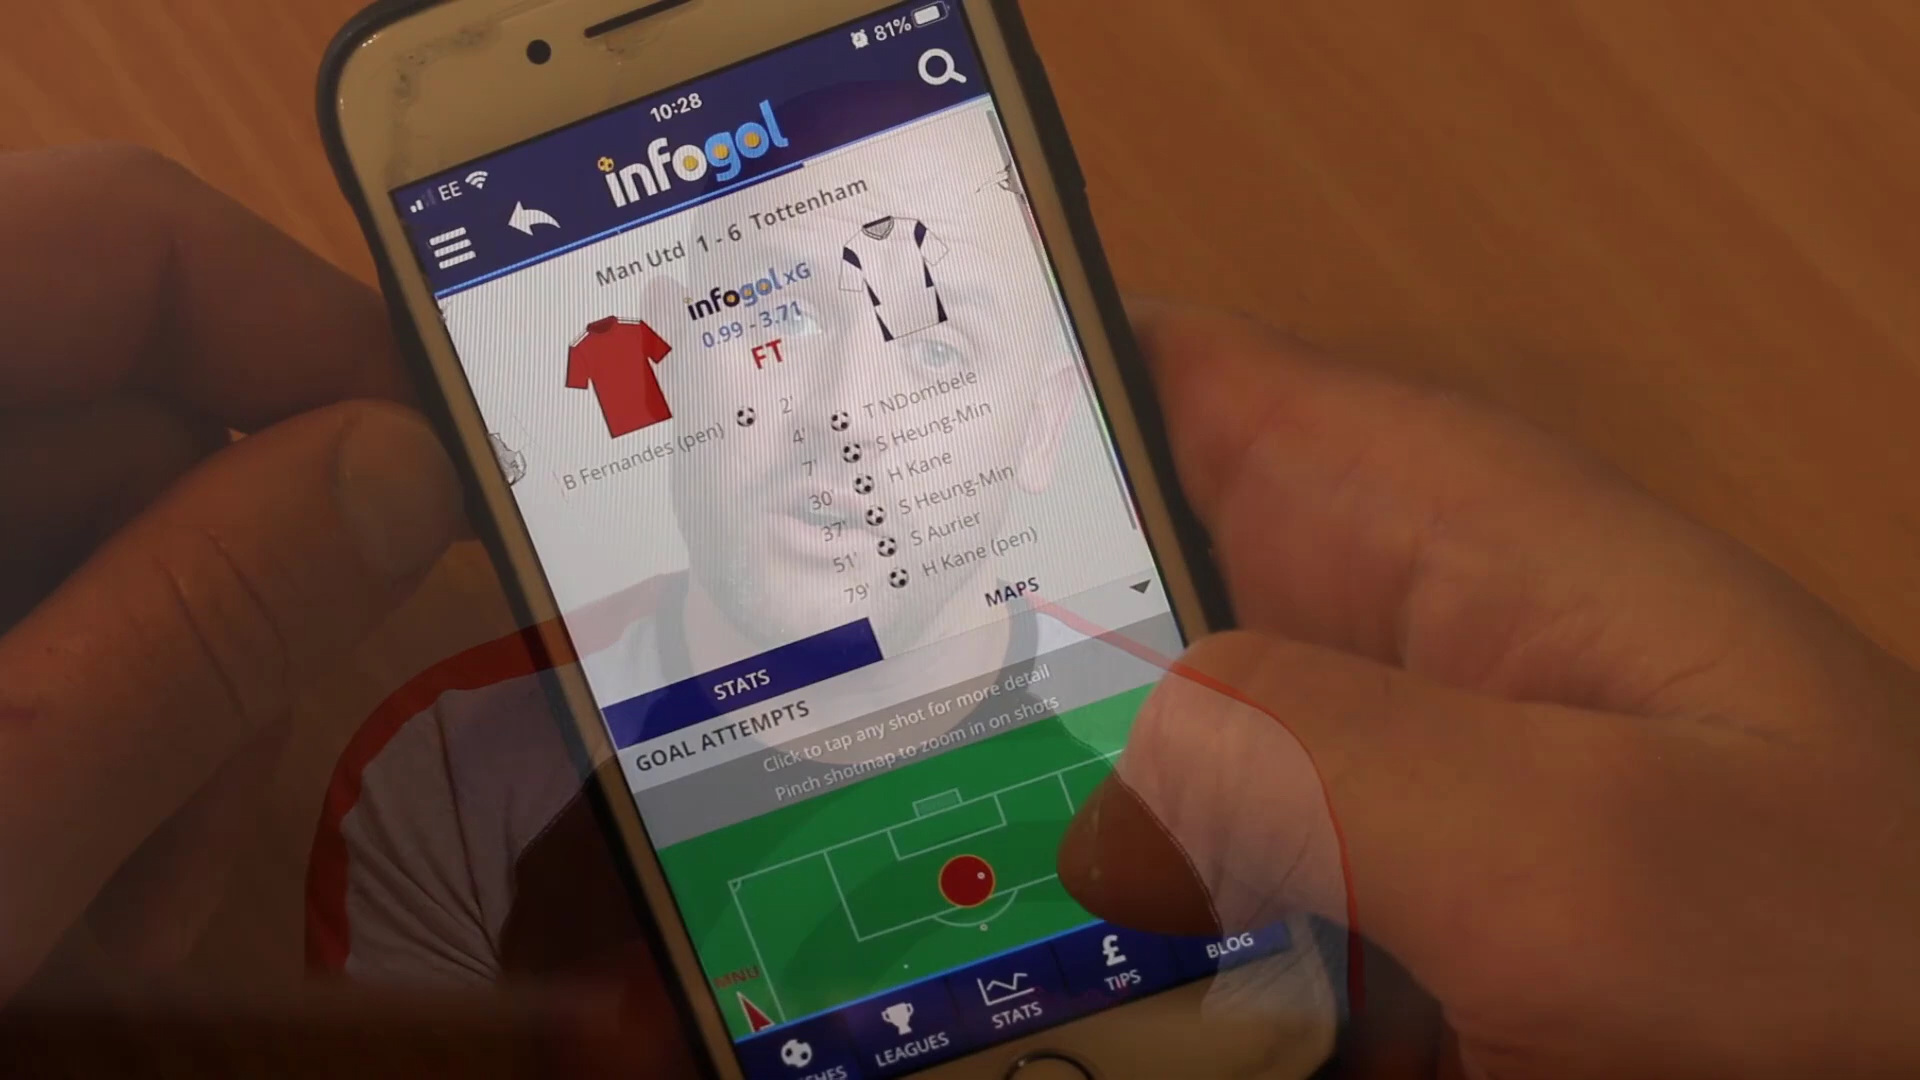 81%
10:28
EE
infogol
Man Utd 1 - 6 Tottenham
infogol xG
0.99 - 3.71
FT
B Fernandes (pen) 2' T NDombele
4' S Heung-Min
7' H Kane
30' S Heung-Min
37' S Aurier
51' H Kane (pen)
79'
STATS MAPS
GOAL ATTEMPTS
Click to tap any shot for more detail
Pinch shotmap to zoom in on shots
MNU
LEAGUES
STATS
£
TIPS
BLOG